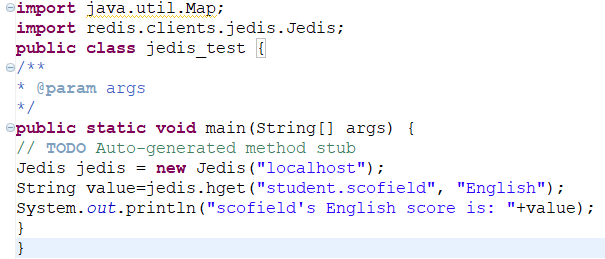 import java.util.Map;
import redis.clients.jedis.Jedis;
public class jedis_test {
/**
* @param args
*/
public static void main(String[] args) {
// TODO Auto-generated method stub
Jedis jedis = new Jedis("localhost");
String value=jedis.hget("student.scofield", "English");
System.out.println("scofield's English score is: "+value);
}
}